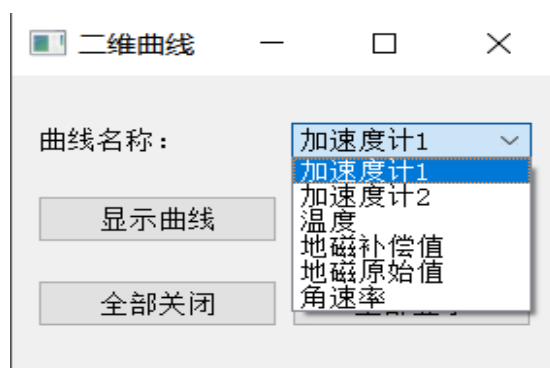 二维曲线
曲线名称：
加速度计1
加速度计1
加速度计2
显示曲线
温度
地磁补偿值
地磁原始值
全部关闭
角速率